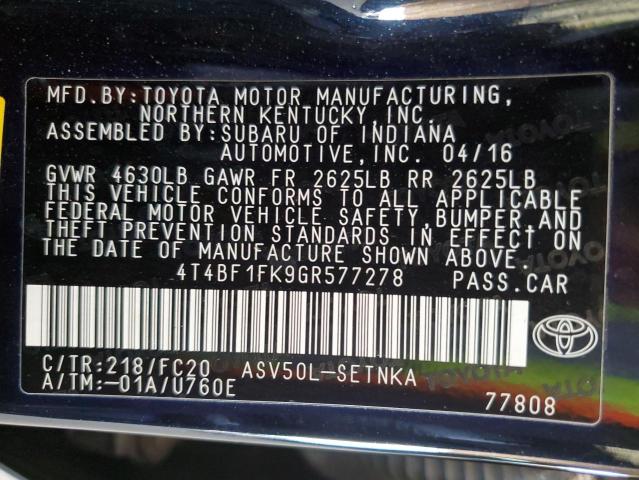 MFD.BY:TOYOTA MOTOR MANUFACTURING,
NORTHERN KENTUCKY,INC.
ASSEMBLED BY:SUBARU OF INDIANA
AUTOMOTIVE,INC. 04/16
GVWR 4630LB GAWR FR 2625LB RR 2625LB
THIS VEHICLE CONFORMS TO ALL APPLICABLE
FEDERAL MOTOR VEHICLE SAFETY,BUMPER,AND
THEFT PREVENTION STANDARDS IN EFFECT ON
THE DATE OF MANUFACTURE SHOWN ABOVE.
4T4BF1FK9GR577278 PASS.CAR
C/TR:218/FC20 ASV50L-SETNKA
A/TM:-01A/U760E
77808